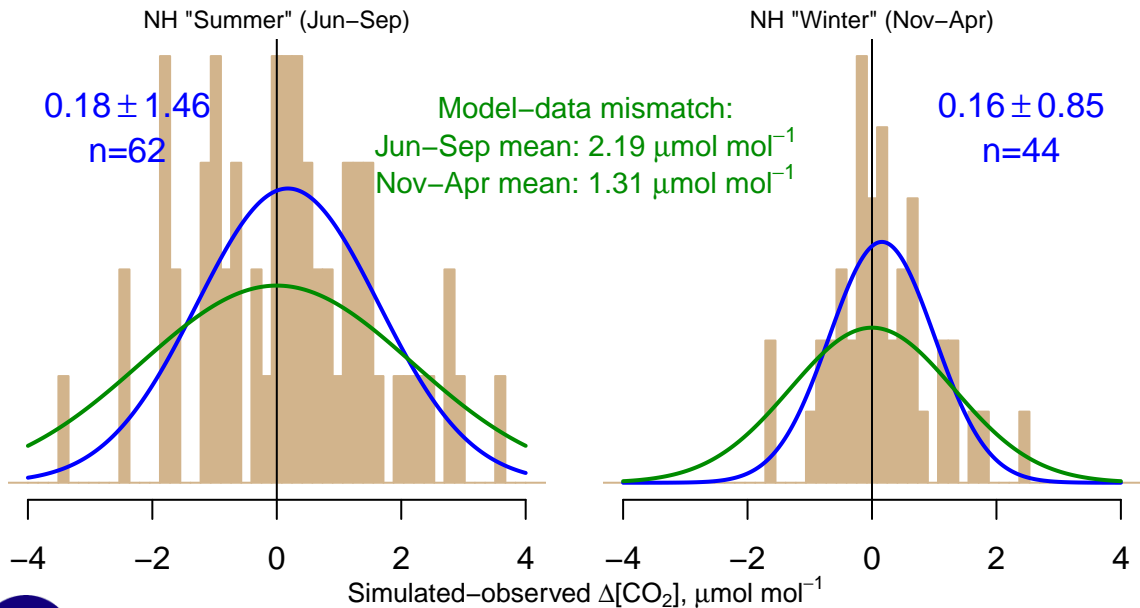 NH "Summer" (Jun−Sep)
NH "Winter" (Nov−Apr)
0.18 ± 1.46
n=62
Model−data mismatch:
Jun−Sep mean: 2.19 μmol mol⁻¹
Nov−Apr mean: 1.31 μmol mol⁻¹
0.16 ± 0.85
n=44
−4 −2 0 2 4
−4 −2 0 2 4
Simulated−observed Δ[CO₂], μmol mol⁻¹